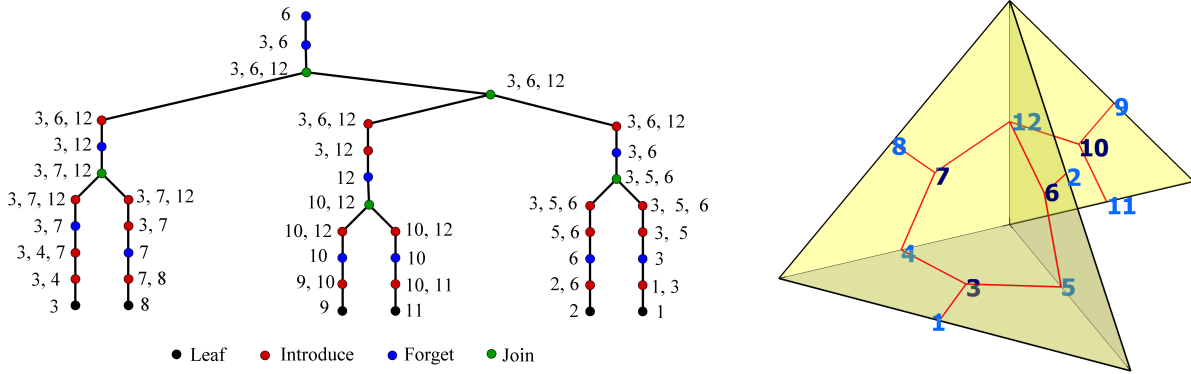 6
3, 6
3, 6, 12
3, 6, 12
3, 6, 12
3, 6, 12
3, 6, 12
3, 12
3, 12
3, 6
3, 7, 12
12
3, 5, 6
3, 7, 12
3, 7, 12
10, 12
3, 5, 6
3, 5, 6
3, 7
3, 7
10, 12
10, 12
5, 6
3, 5
3, 4, 7
7
10
10
6
3
3, 4
7, 8
9, 10
10, 11
2, 6
1, 3
3
8
9
11
2
1
Leaf
Introduce
Forget
Join
9
12
8
10
7
2
6
11
4
3
5
1